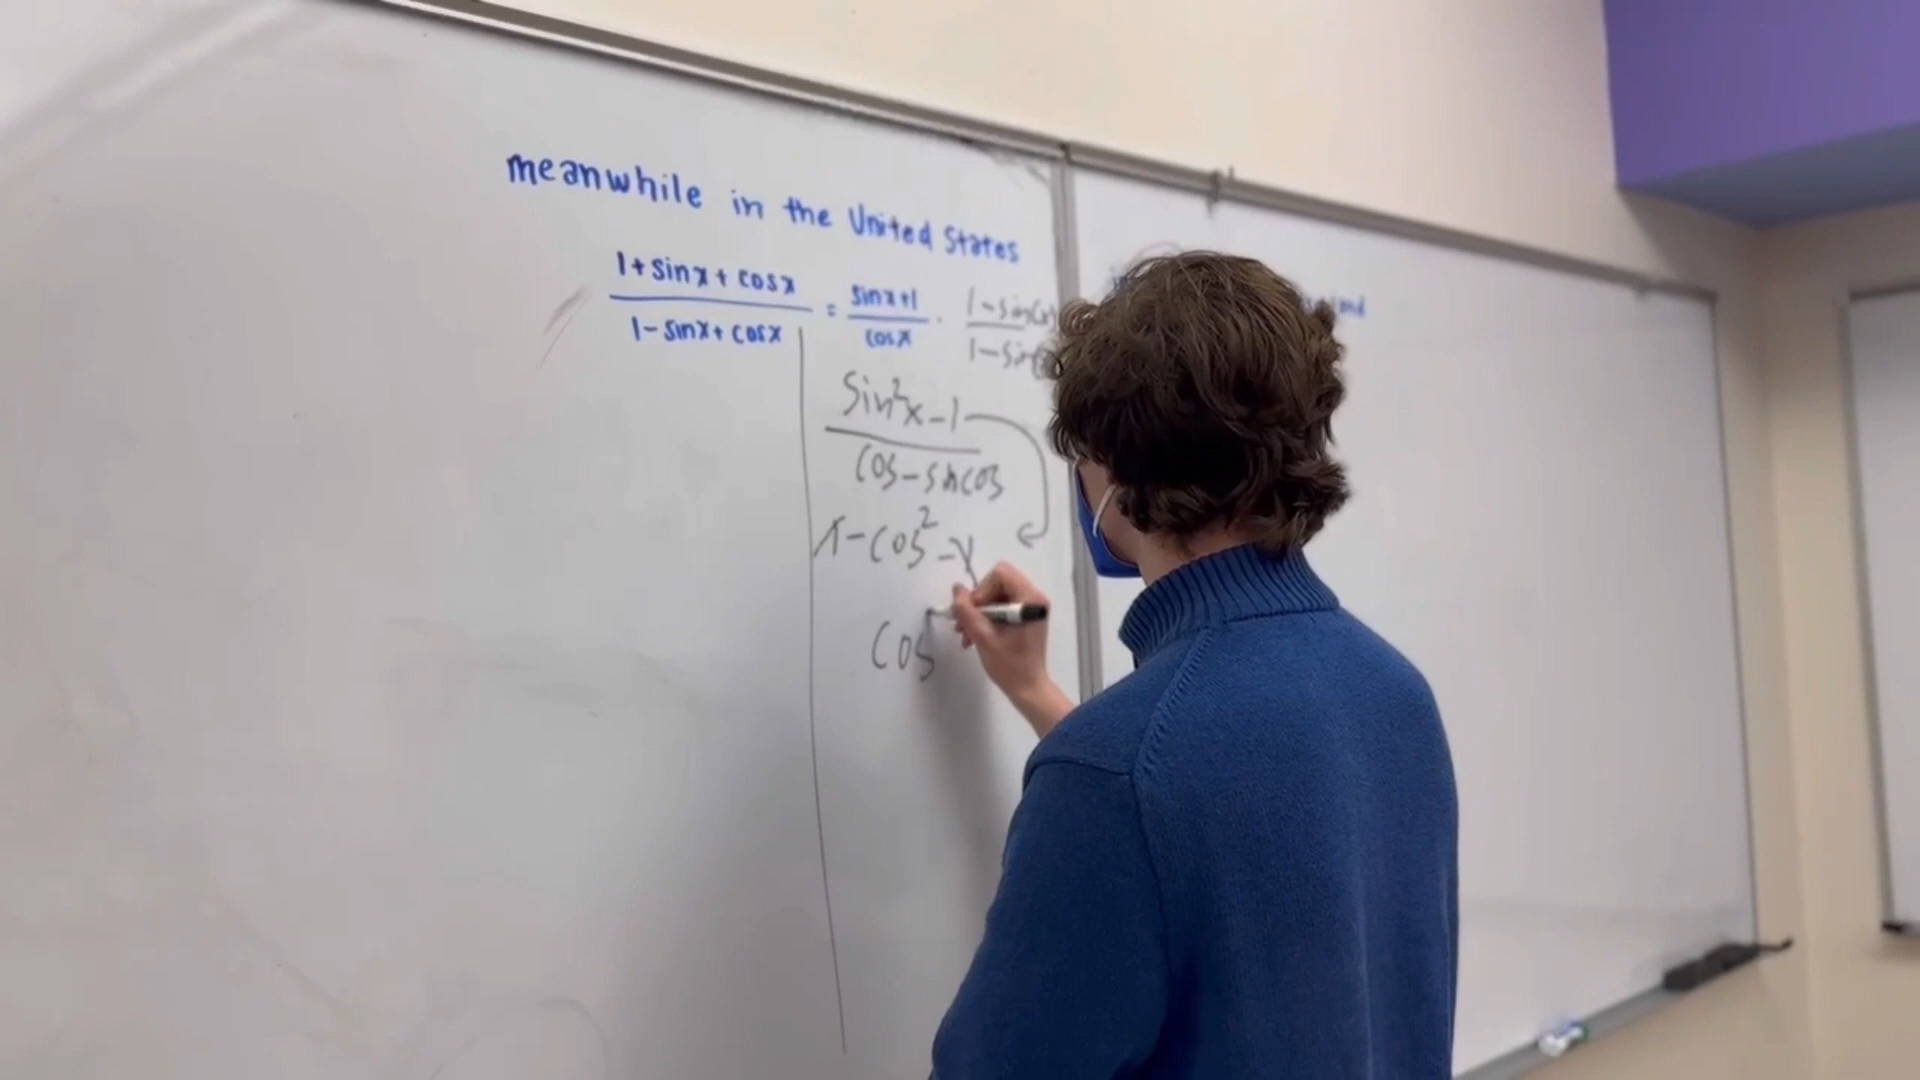 meanwhile in the United States
1+sinx+cosx / 1-sinx+cosx = sinx+1 / cosx · 1-sin / 1-sin
sin²x-1 / cos-sincos
1-cos²-1
cos